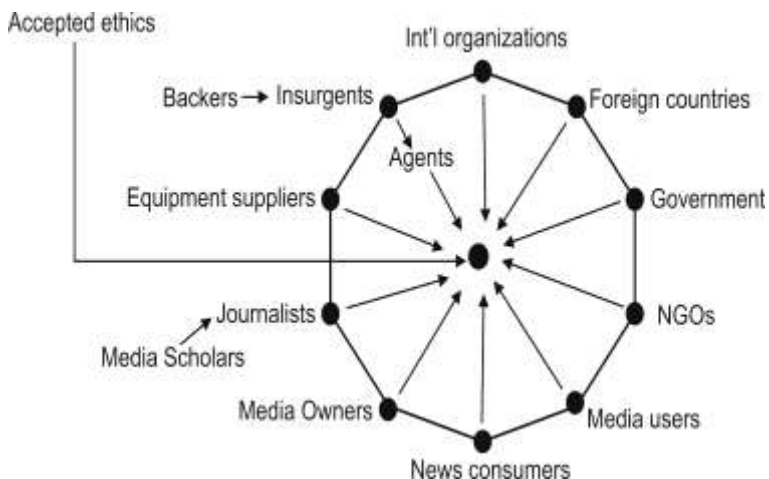 Accepted ethics
Int'l organizations
Backers
Insurgents
Foreign countries
Agents
Equipment suppliers
Government
Journalists
NGOs
Media Scholars
Media Owners
Media users
News consumers